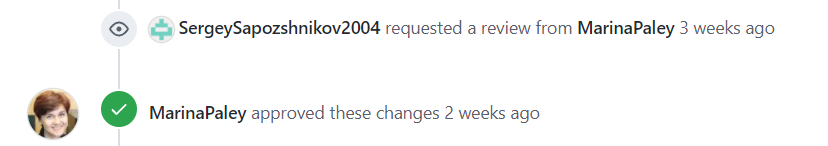 SergeySapozshnikov2004 requested a review from MarinaPaley 3 weeks ago
MarinaPaley approved these changes 2 weeks ago